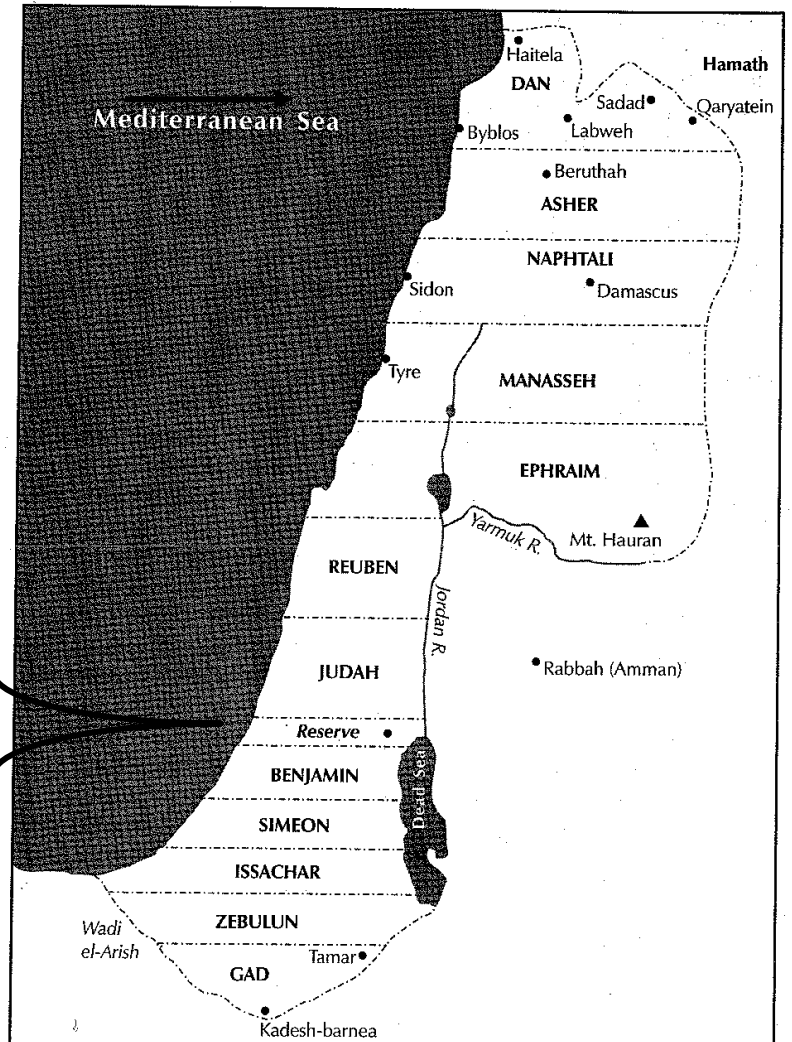 Haitela
DAN
Hamath
Sadad
Qaryatein
Mediterranean Sea
Byblos
Labweh
Beruthah
ASHER
NAPHTALI
Sidon
Damascus
Tyre
MANASSEH
EPHRAIM
Yarmuk R.
Mt. Hauran
REUBEN
Jordan R.
JUDAH
Rabbah (Amman)
Reserve
BENJAMIN
Dead Sea
SIMEON
ISSACHAR
ZEBULUN
Wadi
el-Arish
Tamar
GAD
Kadesh-barnea